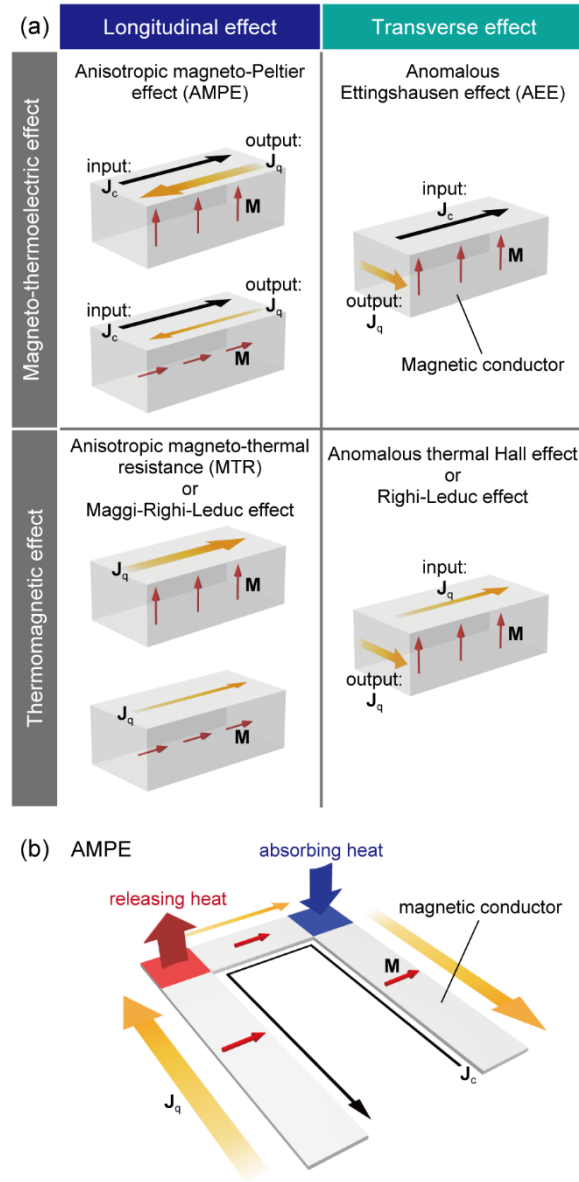 (a)
Longitudinal effect
Transverse effect
Magneto-thermoelectric effect
Anisotropic magneto-Peltier
effect (AMPE)
input:
Jc
output:
Jq
M
input:
Jc
output:
Jq
M
Anomalous
Ettingshausen effect (AEE)
input:
Jc
M
output:
Jq
Magnetic conductor
Thermomagnetic effect
Anisotropic magneto-thermal
resistance (MTR)
or
Maggi-Righi-Leduc effect
Jq
M
Jq
M
Anomalous thermal Hall effect
or
Righi-Leduc effect
input:
Jq
M
output:
Jq
(b)
AMPE
absorbing heat
releasing heat
magnetic conductor
M
Jc
Jq